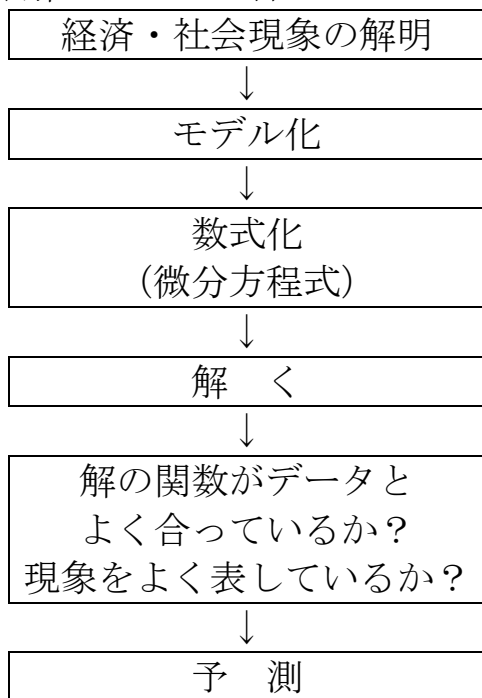 経済・社会現象の解明
↓
モデル化
↓
数式化
(微分方程式)
↓
解　く
↓
解の関数がデータと
よく合っているか？
現象をよく表しているか？
↓
予　測